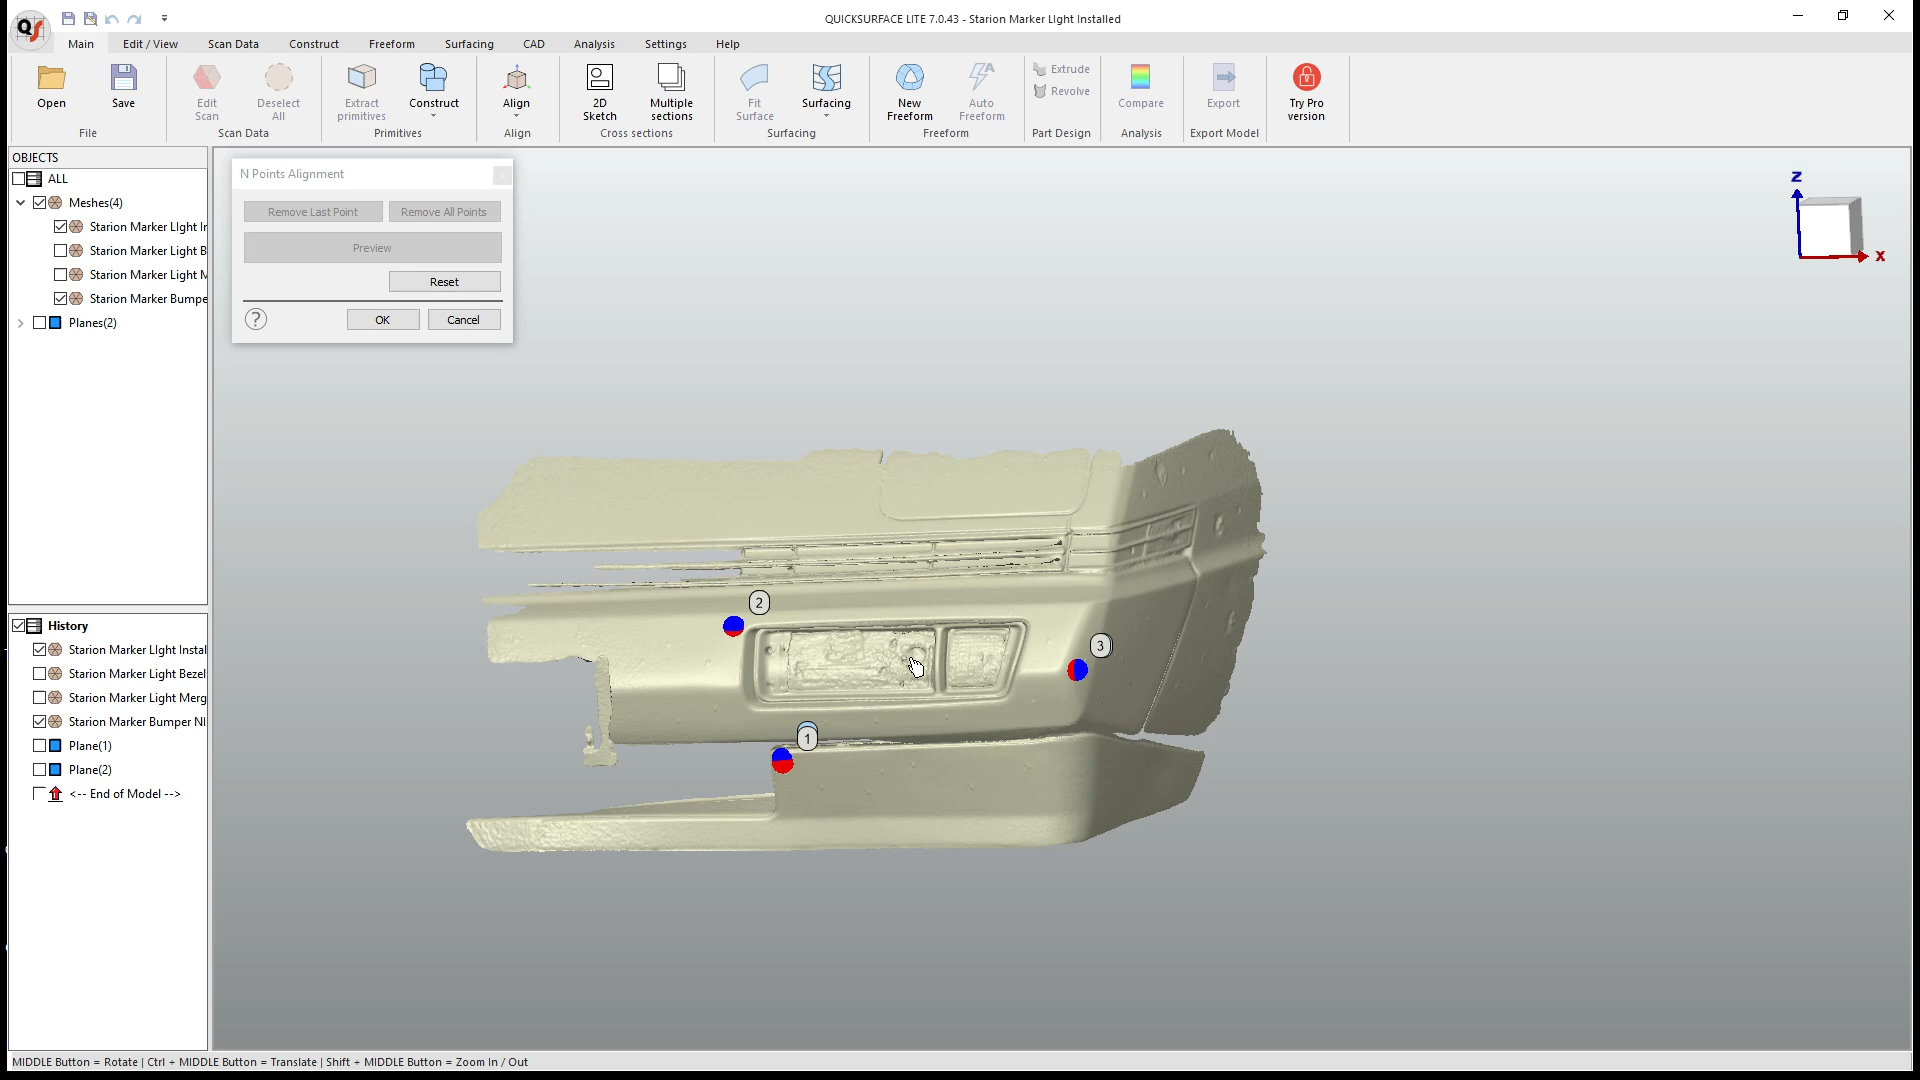 QS
QUICKSURFACE LITE 7.0.43 - Starion Marker LIght Installed
Main Edit / View Scan Data Construct Freeform Surfacing CAD Analysis Settings Help
Open
Save
File
Edit Scan
Deselect All
Scan Data
Extract primitives
Construct
Primitives
Align
Align
2D Sketch
Multiple sections
Cross sections
Fit Surface
Surfacing
Surfacing
New Freeform
Auto Freeform
Freeform
Extrude
Revolve
Part Design
Compare
Analysis
Export
Export Model
Try Pro version
OBJECTS
ALL
Meshes(4)
Starion Marker LIght Ir
Starion Marker Light B
Starion Marker Light M
Starion Marker Bumpe
Planes(2)
History
Starion Marker LIght Instal
Starion Marker Light Bezel
Starion Marker Light Merg
Starion Marker Bumper NI
Plane(1)
Plane(2)
<-- End of Model -->
N Points Alignment
Remove Last Point
Remove All Points
Preview
Reset
?
OK
Cancel
Z
X
2
3
1
MIDDLE Button = Rotate | Ctrl + MIDDLE Button = Translate | Shift + MIDDLE Button = Zoom In / Out